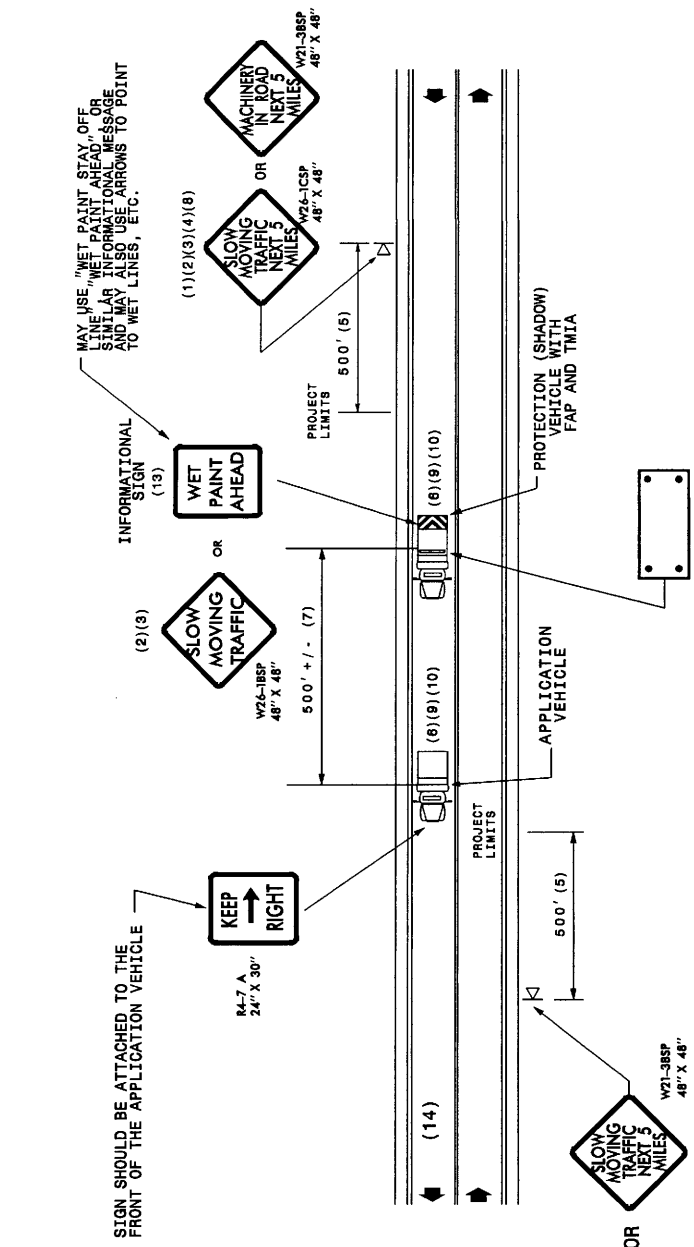 SIGN SHOULD BE ATTACHED TO THE
FRONT OF THE APPLICATION VEHICLE
KEEP
RIGHT
R4-7 A
24" X 30"
MAY USE "WET PAINT STAY OFF
LINE", "WET PAINT AHEAD", OR
SIMILAR INFORMATIONAL MESSAGE
AND MAY ALSO USE ARROWS TO POINT
TO WET LINES, ETC.
(2)(3)
SLOW
MOVING
TRAFFIC
W26-1BSP
48" X 48"
OR
INFORMATIONAL
SIGN
(13)
WET
PAINT
AHEAD
(1)(2)(3)(4)(8)
SLOW
MOVING
TRAFFIC
NEXT 5
MILES
W26-1CSP
48" X 48"
OR
MACHINERY
IN ROAD
NEXT 5
MILES
W21-3BSP
48" X 48"
500' +/- (7)
PROJECT
LIMITS
500' (5)
(14)
(6)(9)(10)
(6)(9)(10)
PROJECT
LIMITS
500' (5)
APPLICATION
VEHICLE
PROTECTION (SHADOW)
VEHICLE WITH
FAP AND TMIA
OR
SLOW
MOVING
TRAFFIC
NEXT 5
MILES
W21-3BSP
48" X 48"